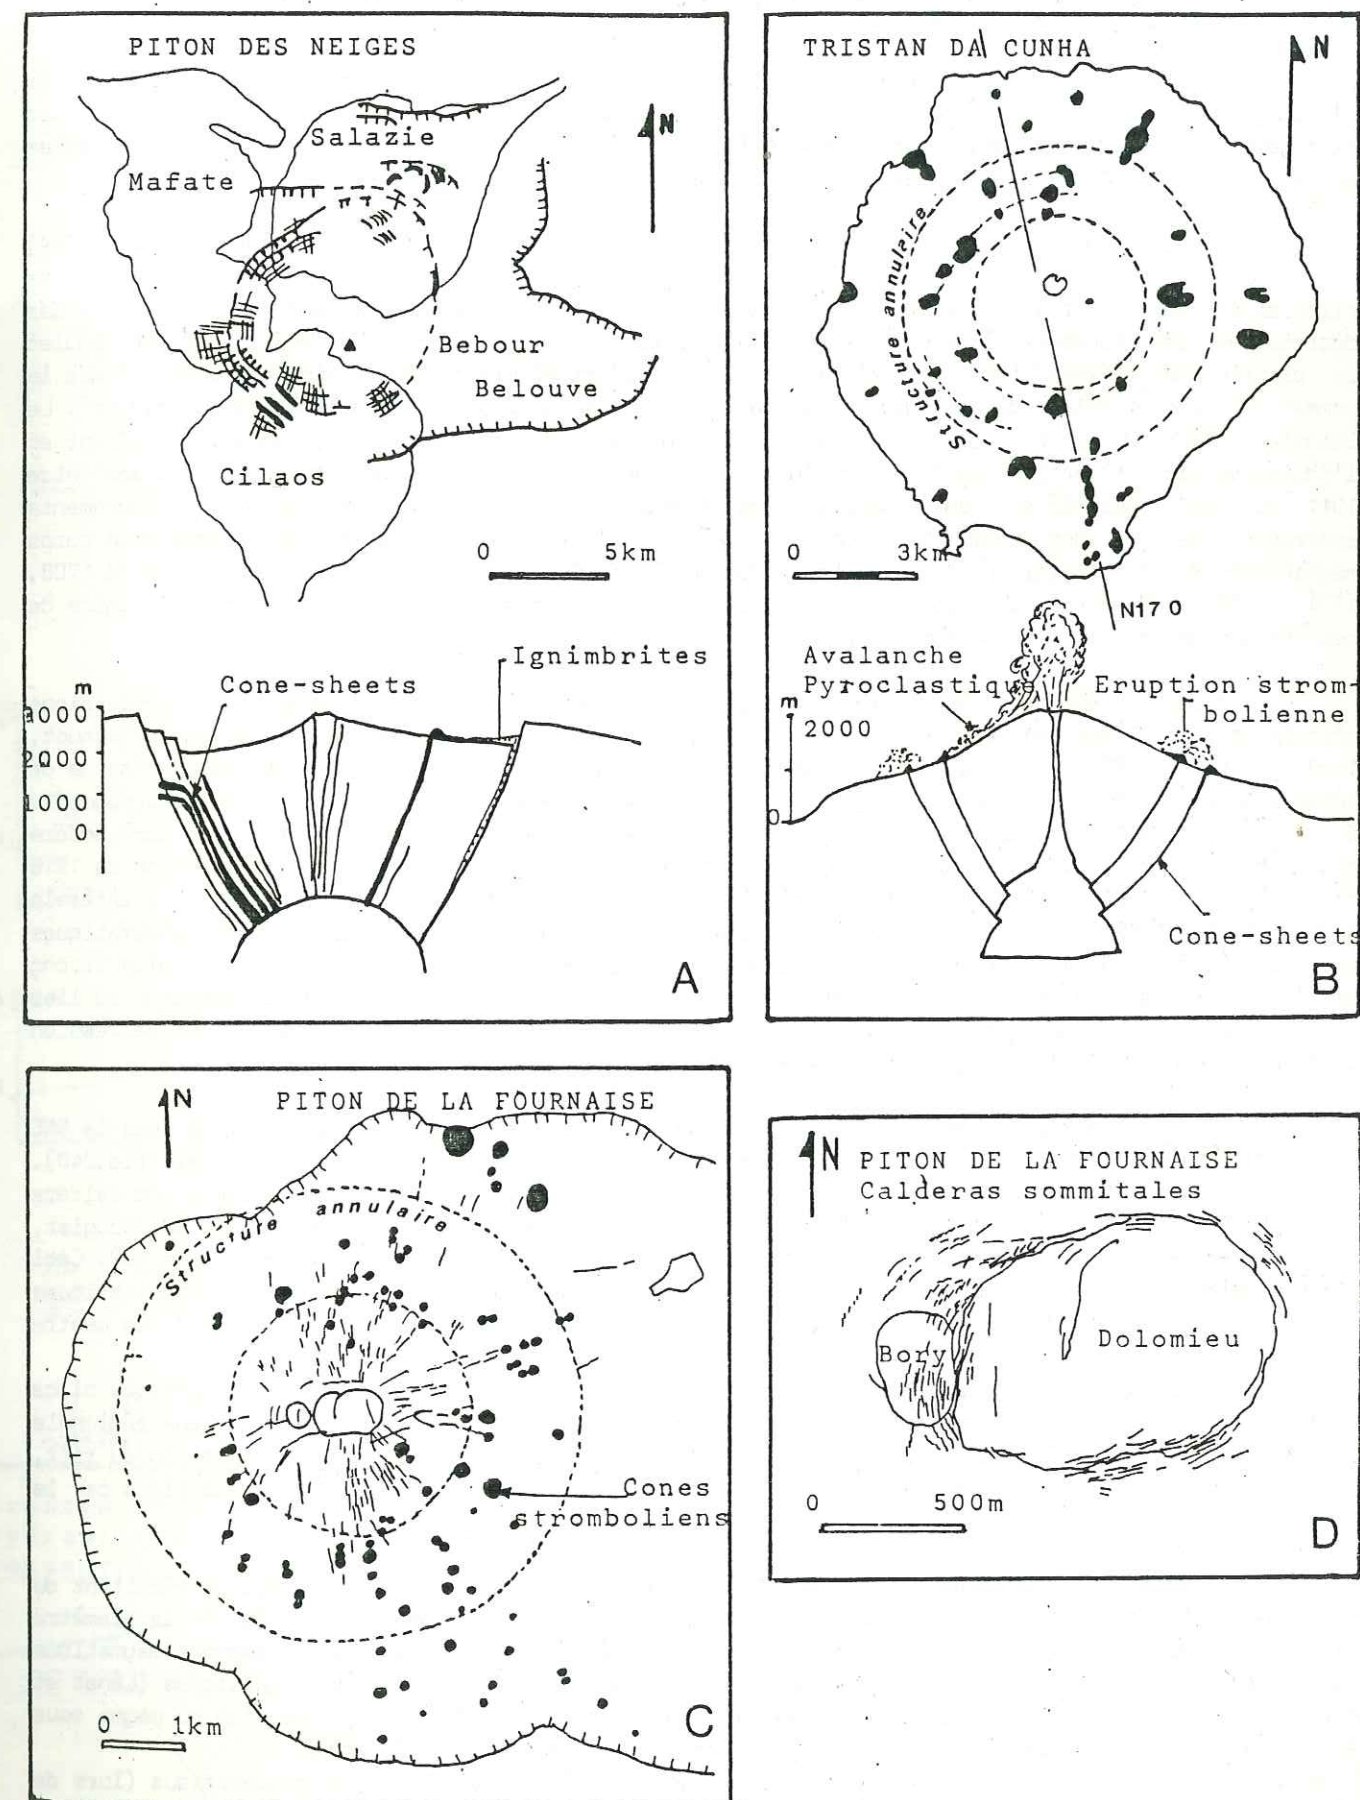 PITON DES NEIGES
N
Salazie
Mafate
Bebour
Belouve
Cilaos
0 5km
Ignimbrites
Cone-sheets
m
3000
2000
1000
0
A
TRISTAN DA CUNHA
N
Structure annulaire
0 3km
N17 0
Avalanche
Pyroclastique
Eruption strom-
bolienne
m
2000
0
Cone-sheets
B
N
PITON DE LA FOURNAISE
Structure annulaire
Cones
stromboliens
0 1km
C
N
PITON DE LA FOURNAISE
Calderas sommitales
Bory
Dolomieu
0 500m
D